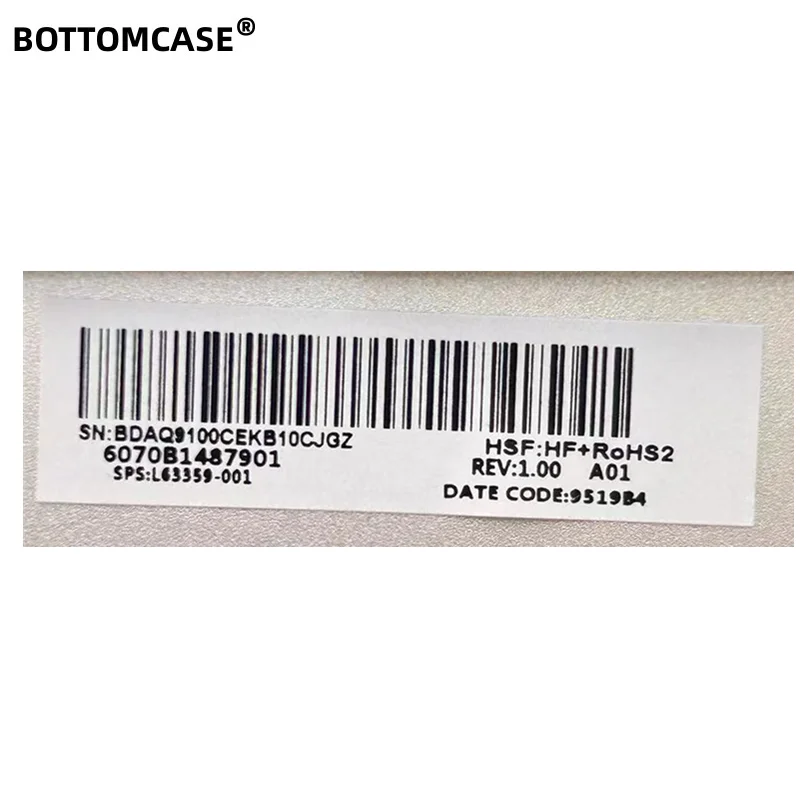 BOTTOMCASE®
SN:BDAQ9100CEKB10CJGZ
6070B1487901
SPS:L63359-001
HSF:HF+RoHS2
REV:1.00 A01
DATE CODE:9519B4